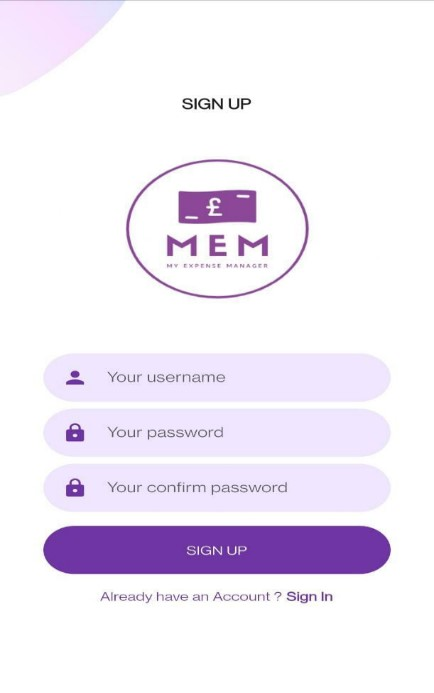 SIGN UP
£
MEM
MY EXPENSE MANAGER
Your username
Your password
Your confirm password
SIGN UP
Already have an Account ? Sign In